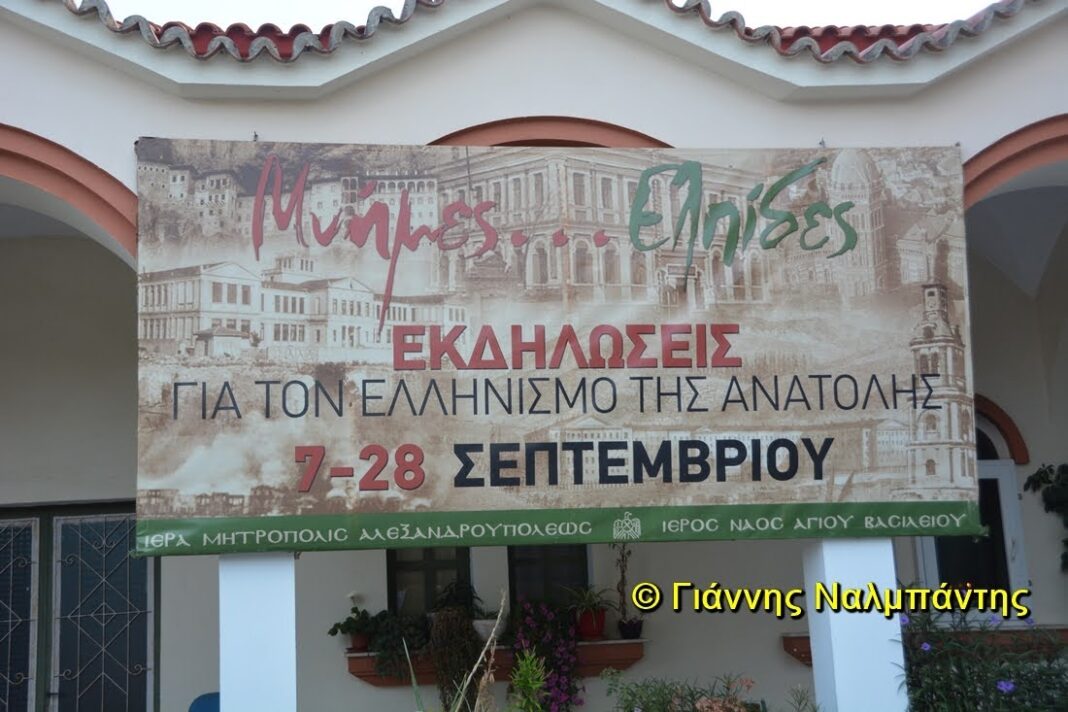 Μνήμες... Ελπίδες
ΕΚΔΗΛΩΣΕΙΣ
ΓΙΑ ΤΟΝ ΕΛΛΗΝΙΣΜΟ ΤΗΣ ΑΝΑΤΟΛΗΣ
7-28 ΣΕΠΤΕΜΒΡΙΟΥ
ΙΕΡΑ ΜΗΤΡΟΠΟΛΙΣ ΑΛΕΞΑΝΔΡΟΥΠΟΛΕΩΣ ΙΕΡΟΣ ΝΑΟΣ ΑΓΙΟΥ ΒΑΣΙΛΕΙΟΥ
© Γιάννης Ναλμπάντης